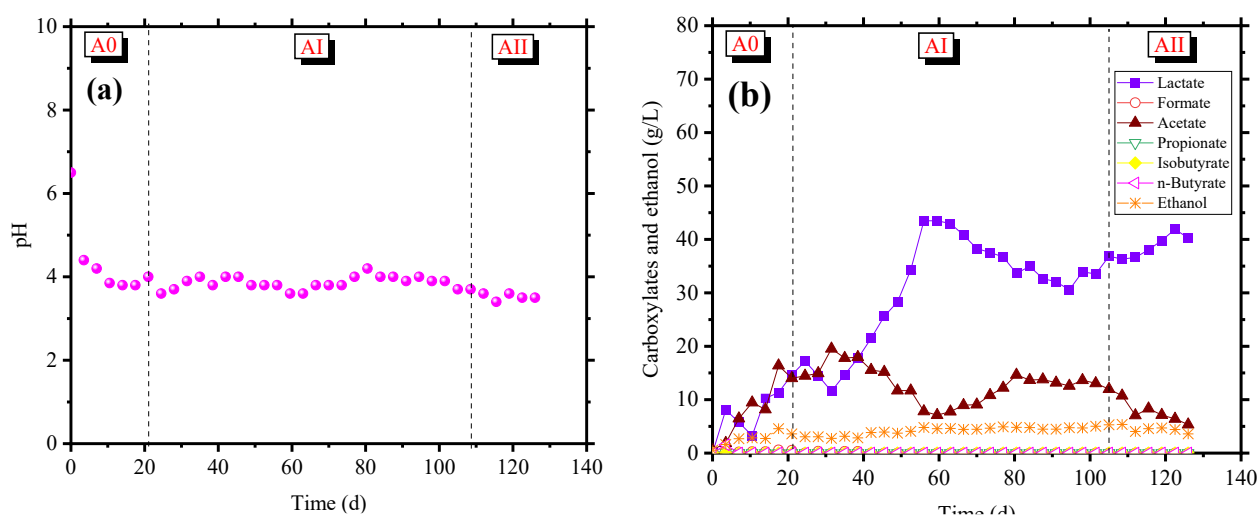 A0 AI AII
(a)
pH
0 2 4 6 8 10
0 20 40 60 80 100 120 140
Time (d)
A0 AI AII
(b)
Carboxylates and ethanol (g/L)
0 10 20 30 40 50 60 70 80
Lactate
Formate
Acetate
Propionate
Isobutyrate
n-Butyrate
Ethanol
0 20 40 60 80 100 120 140
Time (d)